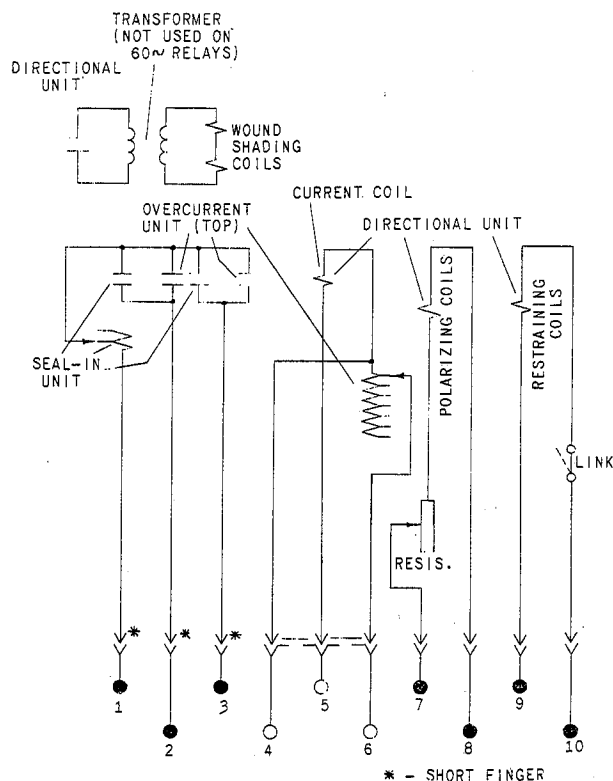 TRANSFORMER
(NOT USED ON
60~ RELAYS)
DIRECTIONAL
UNIT
WOUND
SHADING
COILS
CURRENT COIL
OVERCURRENT
UNIT (TOP)
DIRECTIONAL UNIT
POLARIZING COILS
RESTRAINING
COILS
SEAL-IN
UNIT
LINK
RESIS.
* * *
1 2 3 4 5 6 7 8 9 10
* - SHORT FINGER